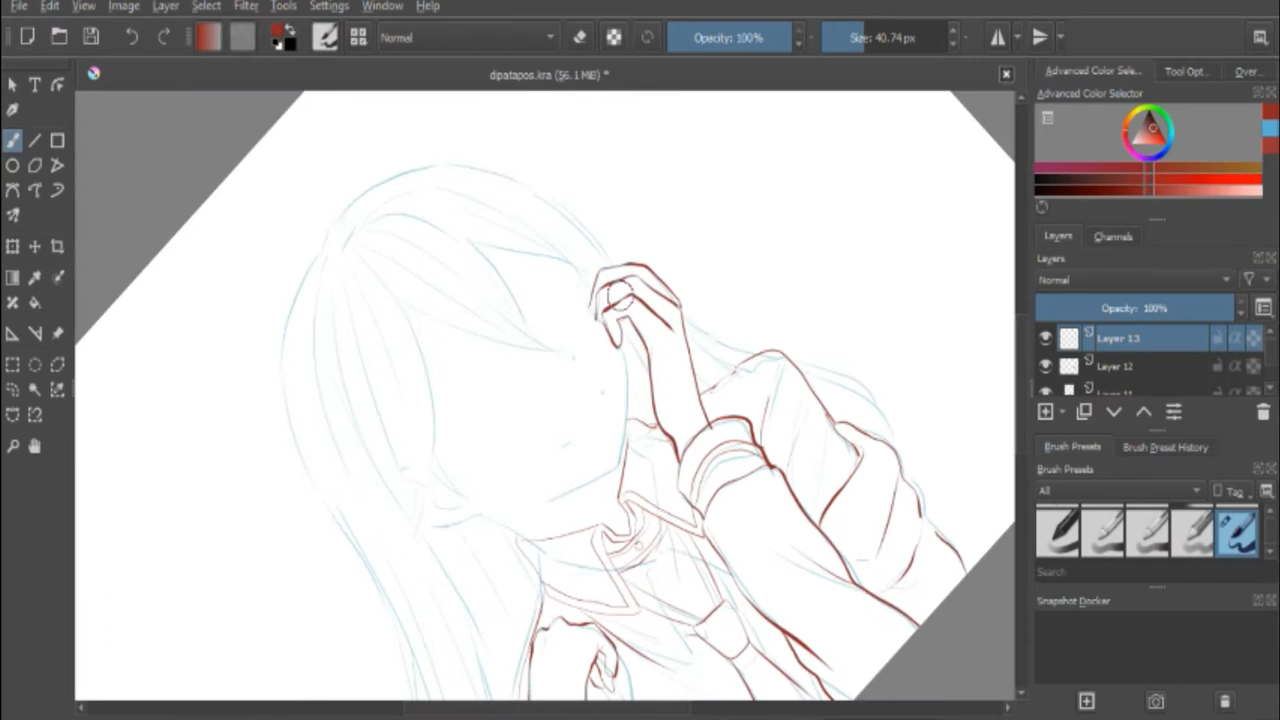 File Edit View Image Layer Select Filter Tools Settings Window Help
Normal Opacity: 100% Size: 40.74 px
dipatapos.kra (56.1 MiB) *
Advanced Color Sele... Tool Opt... Over...
Advanced Color Selector
Layers Channels
Layers
Normal
Opacity: 100%
Layer 13
Layer 12
Brush Presets Brush Preset History
Brush Presets
All Tag
Search
Snapshot Docker